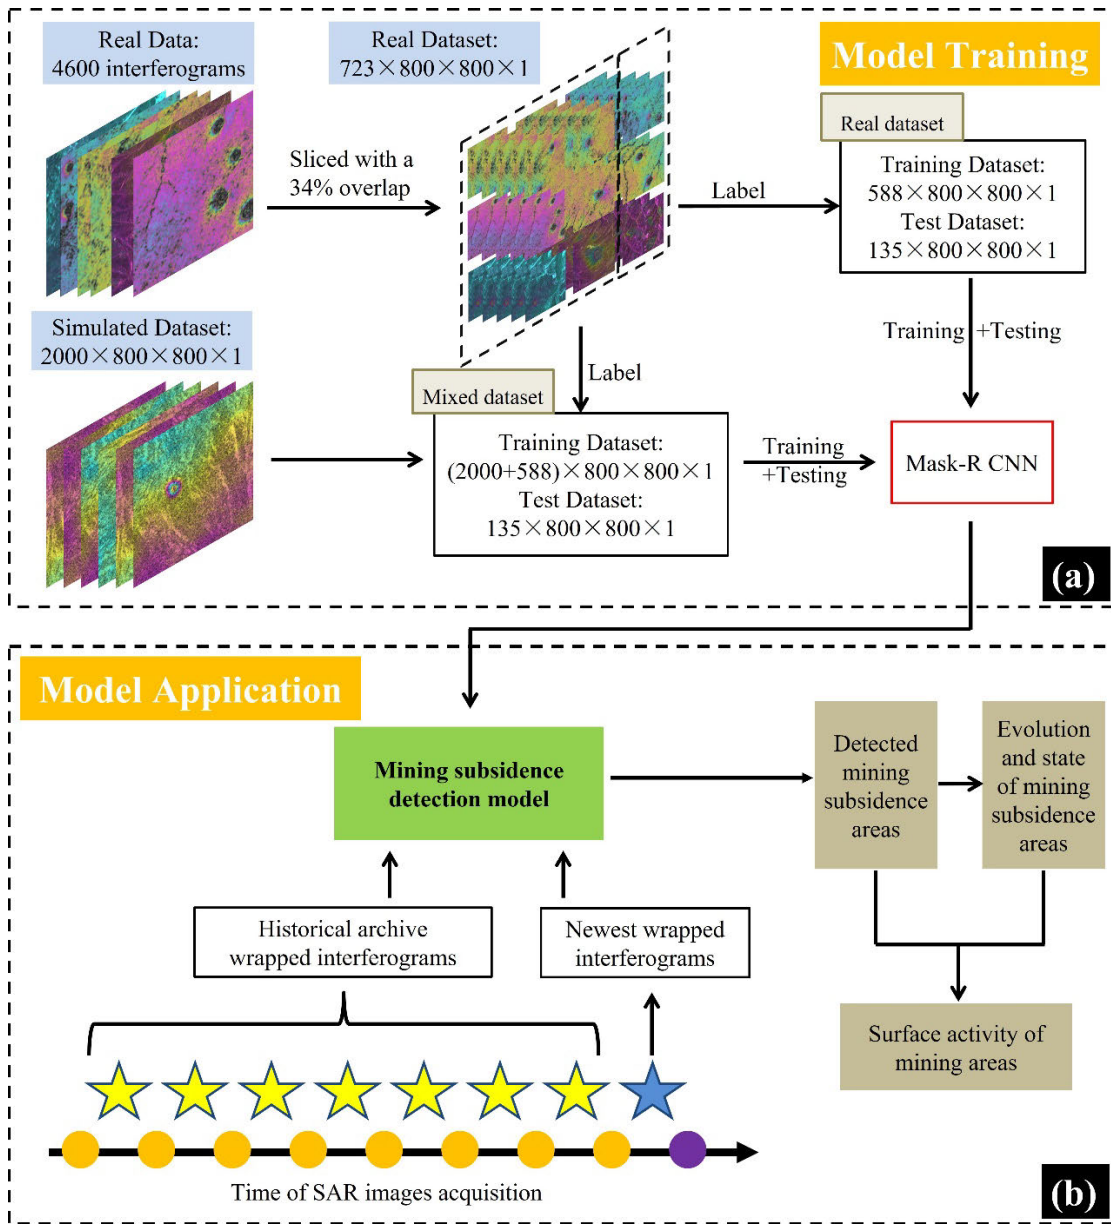 Real Data:
4600 interferograms
Real Dataset:
723×800×800×1
Model Training
Real dataset
Sliced with a
34% overlap
Label
Training Dataset:
588×800×800×1
Test Dataset:
135×800×800×1
Simulated Dataset:
2000×800×800×1
Training +Testing
Label
Mixed dataset
Training Dataset:
(2000+588)×800×800×1
Test Dataset:
135×800×800×1
Training
+Testing
Mask-R CNN
(a)
Model Application
Mining subsidence
detection model
Detected
mining
subsidence
areas
Evolution
and state
of mining
subsidence
areas
Historical archive
wrapped interferograms
Newest wrapped
interferograms
Surface activity of
mining areas
Time of SAR images acquisition
(b)